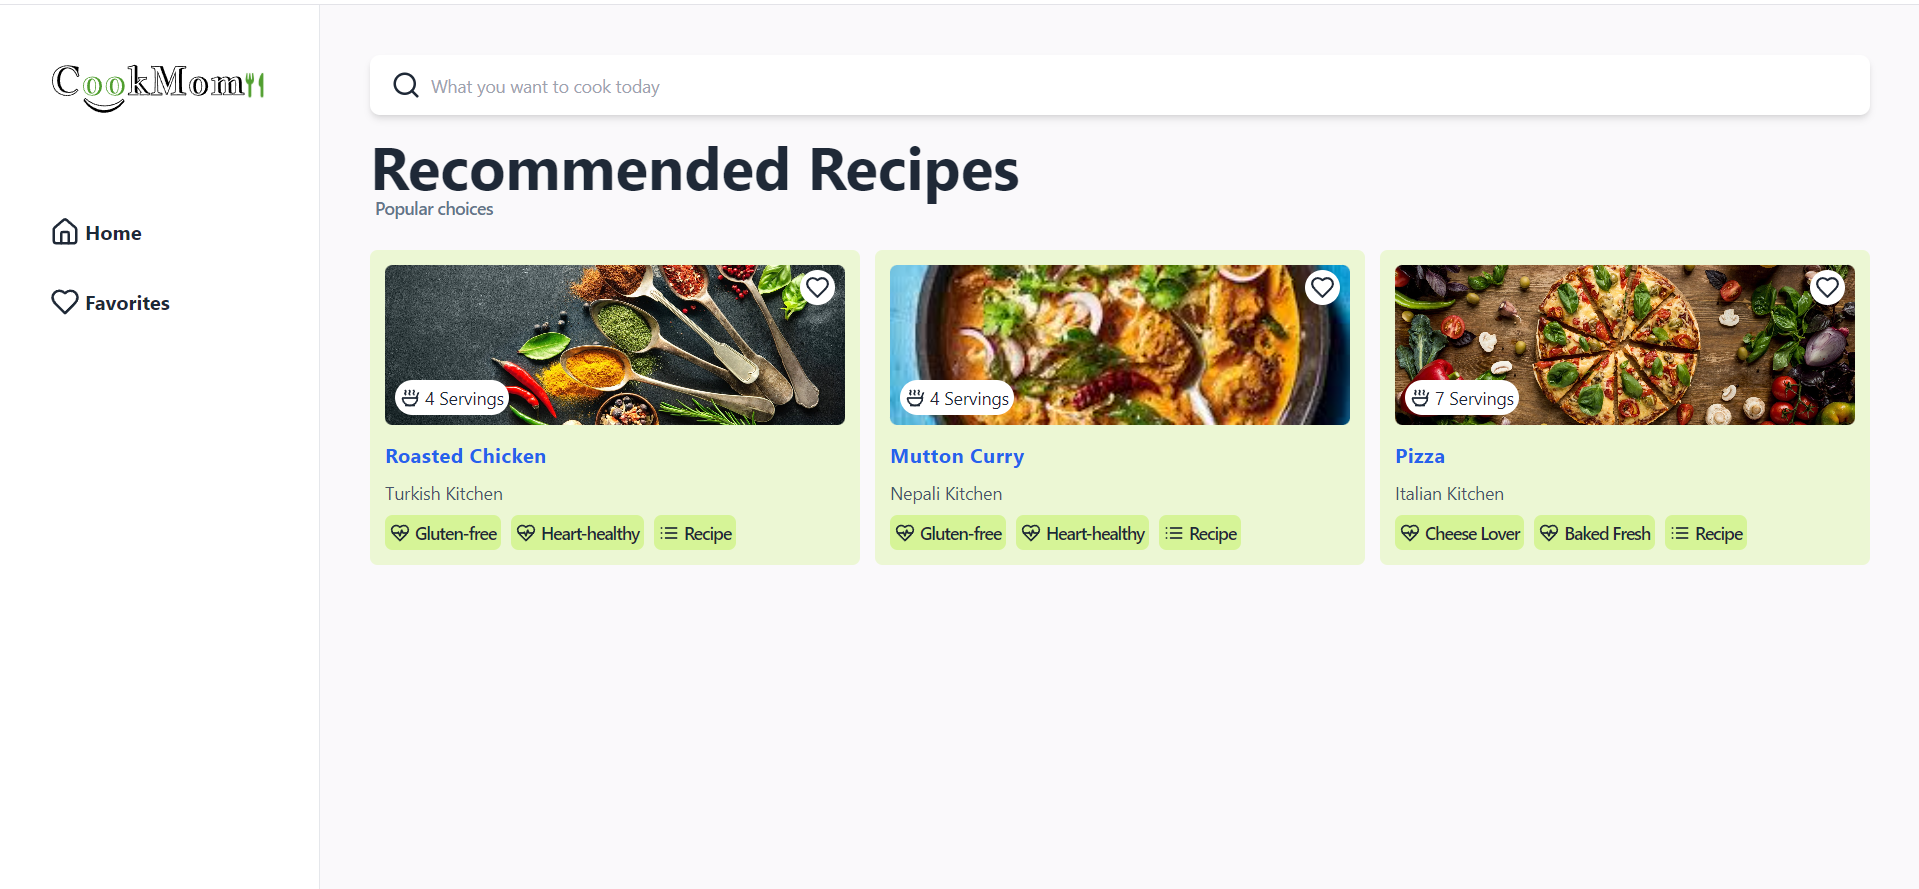 CookMom
What you want to cook today
Recommended Recipes
Popular choices
Home
Favorites
4 Servings
Roasted Chicken
Turkish Kitchen
Gluten-free Heart-healthy Recipe
4 Servings
Mutton Curry
Nepali Kitchen
Gluten-free Heart-healthy Recipe
7 Servings
Pizza
Italian Kitchen
Cheese Lover Baked Fresh Recipe